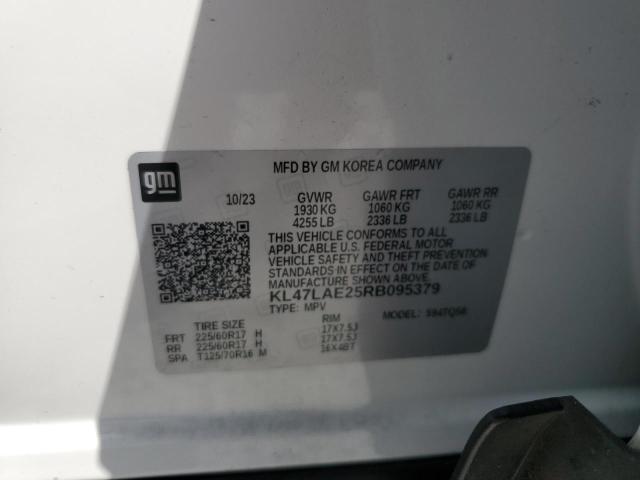 gm
MFD BY GM KOREA COMPANY
10/23 GVWR GAWR FRT GAWR RR
1930 KG 1060 KG 1060 KG
4255 LB 2336 LB 2336 LB
THIS VEHICLE CONFORMS TO ALL
APPLICABLE U.S. FEDERAL MOTOR
VEHICLE SAFETY AND THEFT PREVENTION
STANDARDS IN EFFECT ON THE DATE OF
MANUFACTURE SHOWN ABOVE.
KL47LAE25RB095379
TYPE: MPV
TIRE SIZE RIM
FRT 225/60R17 H 17X7.5J
RR 225/60R17 H 17X7.5J
SPA T125/70R16 M 16X4BT